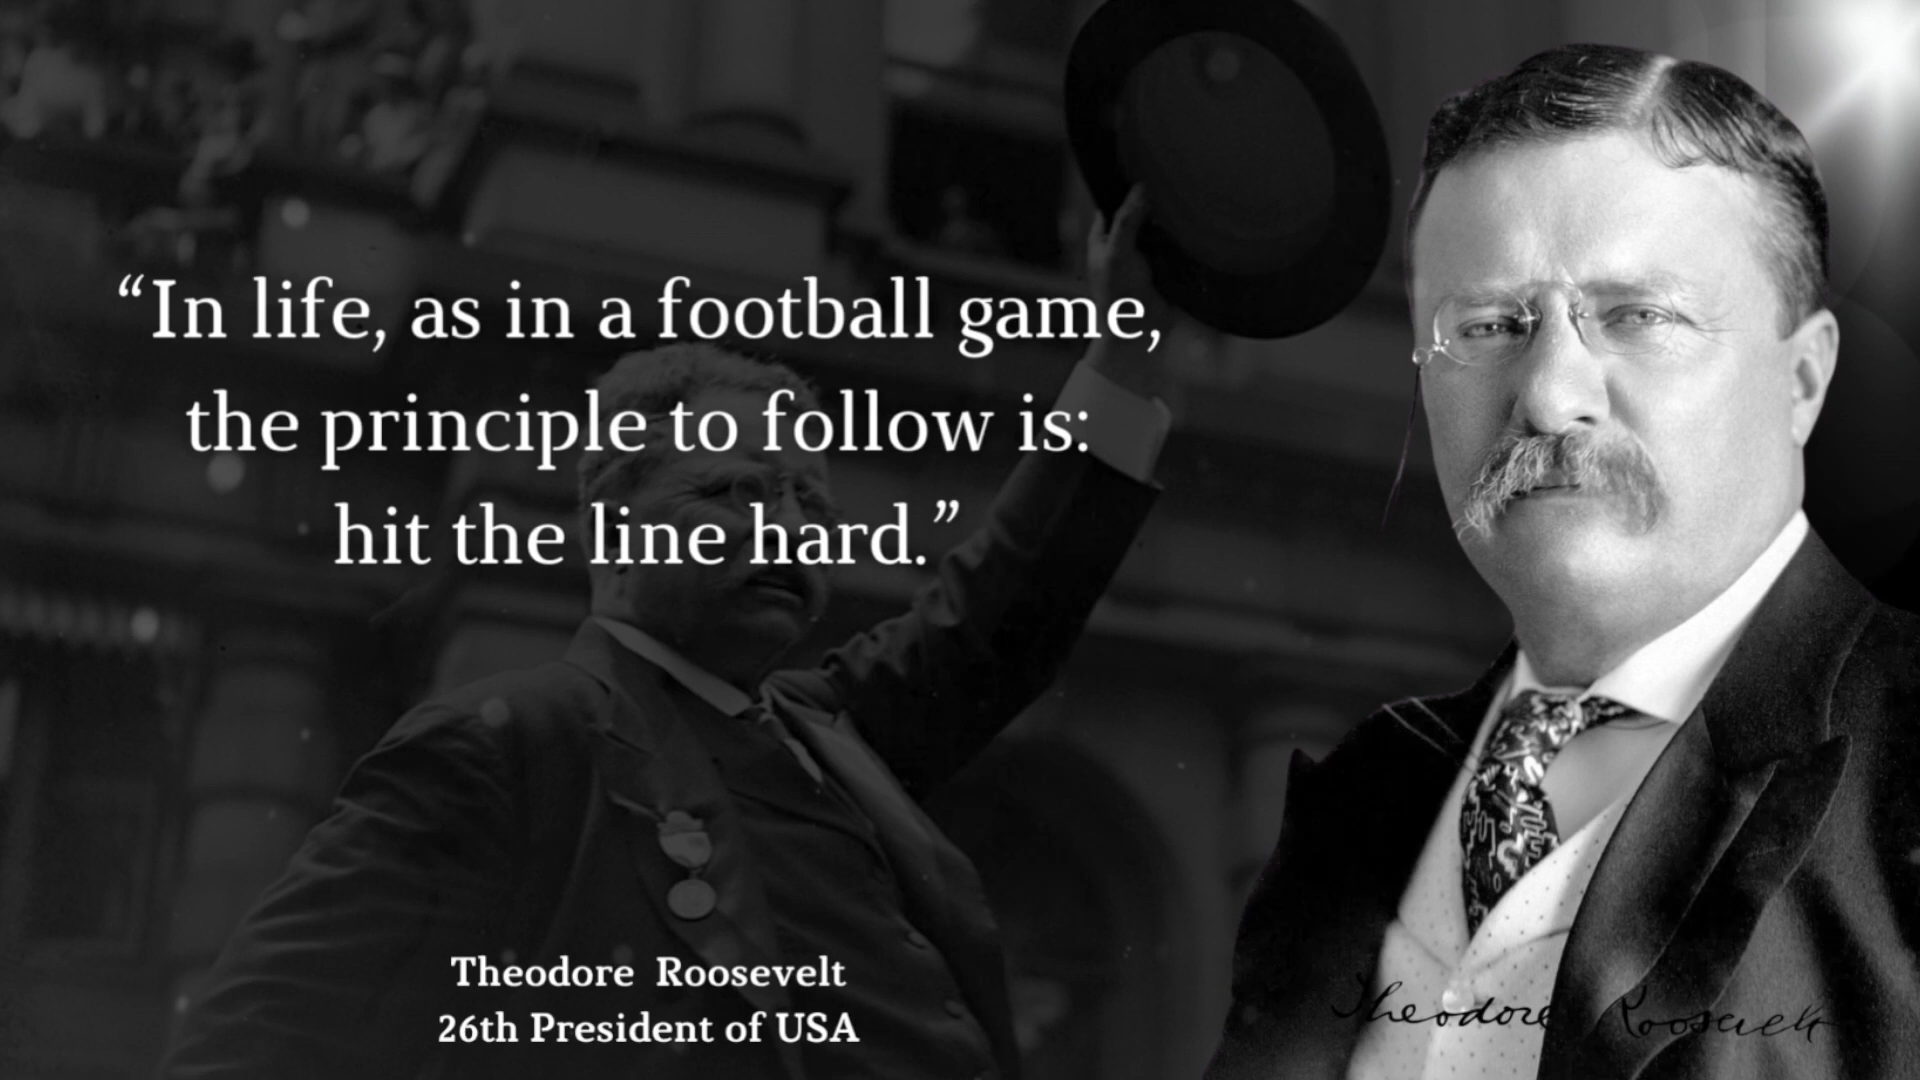 “In life, as in a football game,
the principle to follow is:
hit the line hard.”
Theodore Roosevelt
26th President of USA
Theodore Roosevelt